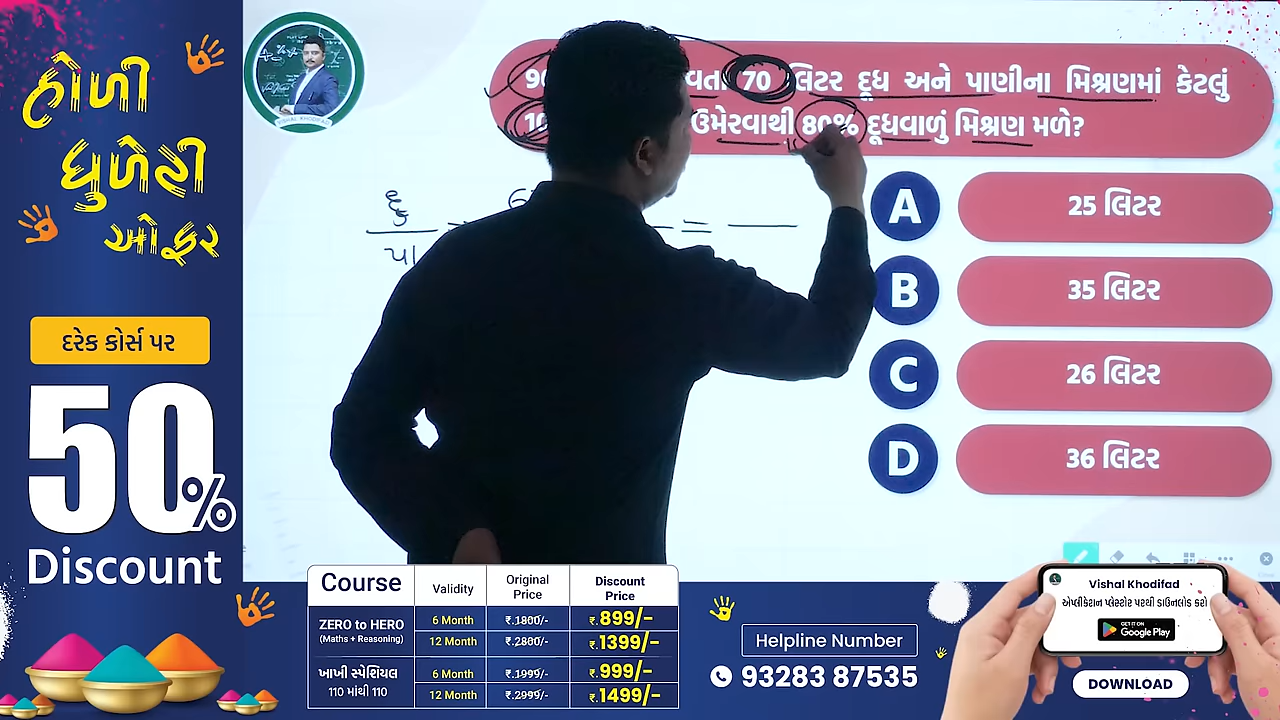 હોળી
ધુળેટી
ઓફર
દરેક કોર્સ પર
50%
Discount
VISHAL KHODIFAD
70 લિટર દૂધ અને પાણીના મિશ્રણમાં કેટલું
ઉમેરવાથી 80% દૂધવાળું મિશ્રણ મળે?
દૂ
પા
=
A 25 લિટર
B 35 લિટર
C 26 લિટર
D 36 લિટર
Course Validity Original Price Discount Price
ZERO to HERO (Maths + Reasoning) 6 Month ₹.1800/- ₹.899/-
12 Month ₹.2800/- ₹.1399/-
ખાખી સ્પેશિયલ 110 માંથી 110 6 Month ₹.1999/- ₹.999/-
12 Month ₹.2999/- ₹.1499/-
Helpline Number
93283 87535
Vishal Khodifad
એપ્લીકેશન પ્લેસ્ટોર પરથી ડાઉનલોડ કરો
GET IT ON
Google Play
DOWNLOAD